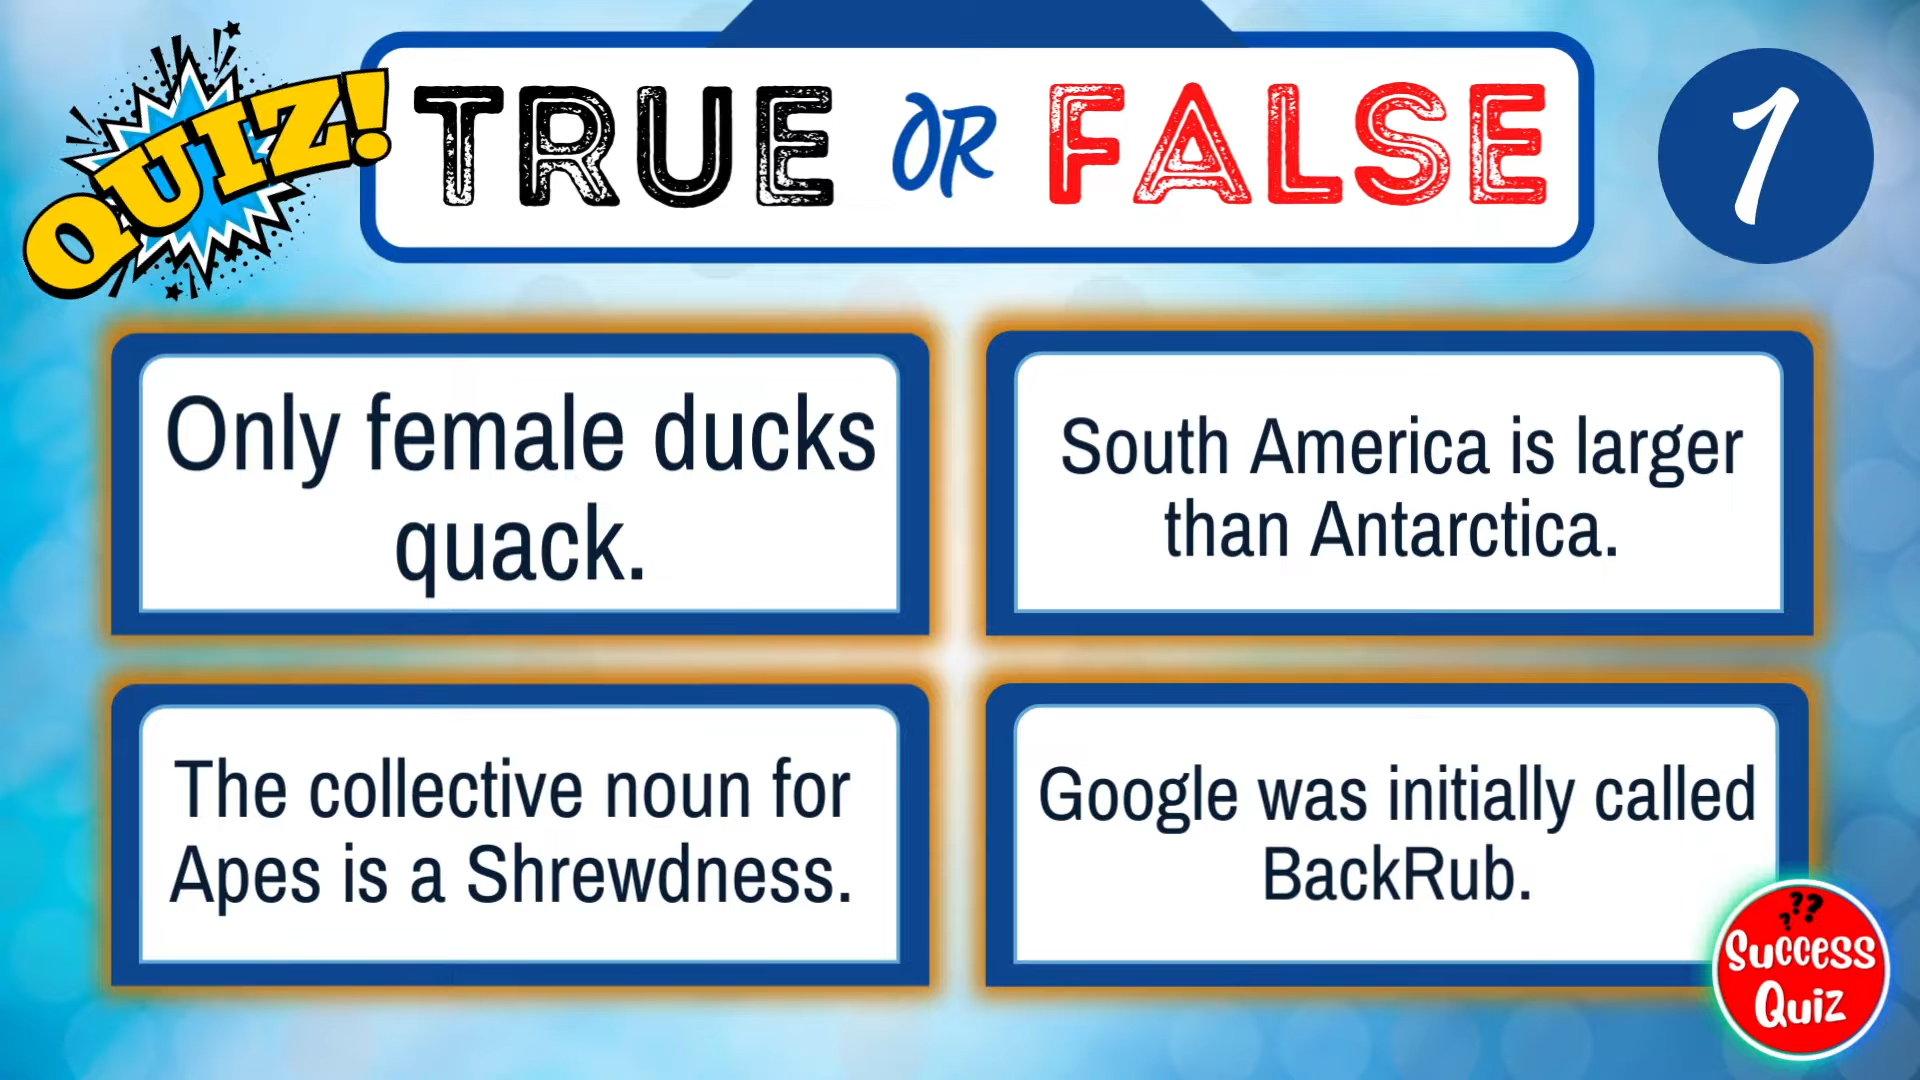 QUIZ!
TRUE OR FALSE
1
Only female ducks
quack.
South America is larger
than Antarctica.
The collective noun for
Apes is a Shrewdness.
Google was initially called
BackRub.
???
Success
Quiz